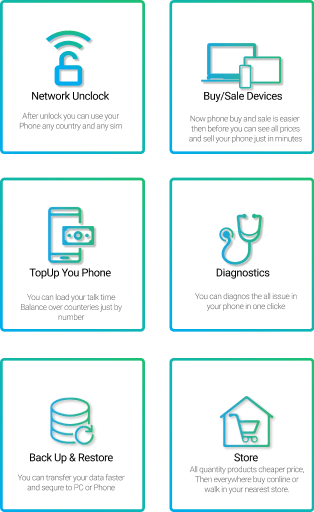 Network Unclock
After unlock you can use your
Phone any country and any sim
Buy/Sale Devices
Now phone buy and sale is easier
then before you can see all prices
and sell your phone just in minutes
TopUp You Phone
You can load your talk time
Balance over counteries just by
number
Diagnostics
You can diagnos the all issue in
your phone in one clicke
Back Up & Restore
You can transfer your data faster
and sequre to PC or Phone
Store
All quantity products cheaper price,
Then everywhere buy conline or
walk in your nearest store.